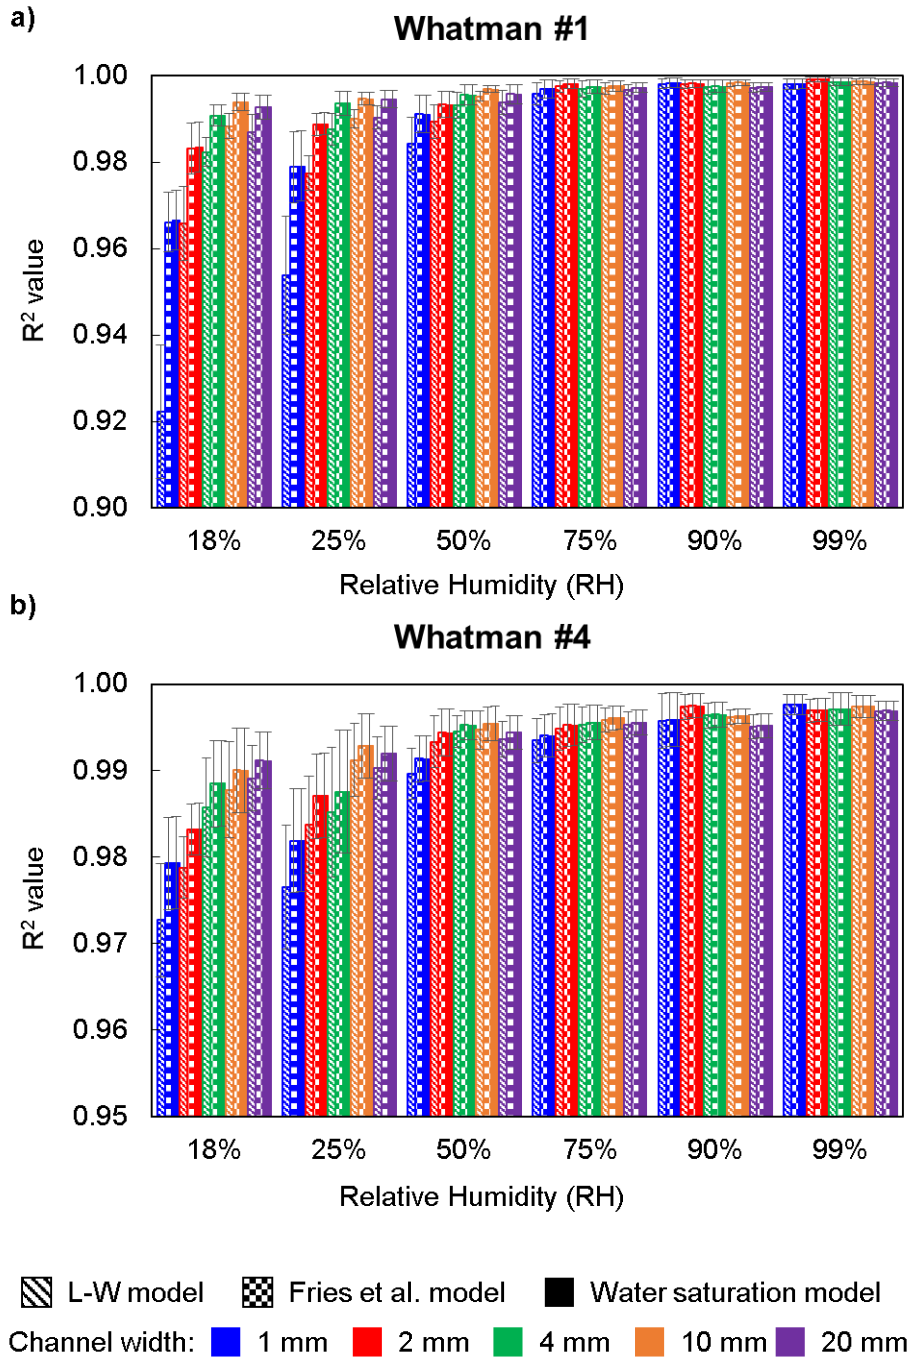 a)
Whatman #1
1.00
0.98
0.96
0.94
0.92
0.90
R² value
18% 25% 50% 75% 90% 99%
Relative Humidity (RH)
b)
Whatman #4
1.00
0.99
0.98
0.97
0.96
0.95
R² value
18% 25% 50% 75% 90% 99%
Relative Humidity (RH)
L-W model Fries et al. model Water saturation model
Channel width: 1 mm 2 mm 4 mm 10 mm 20 mm